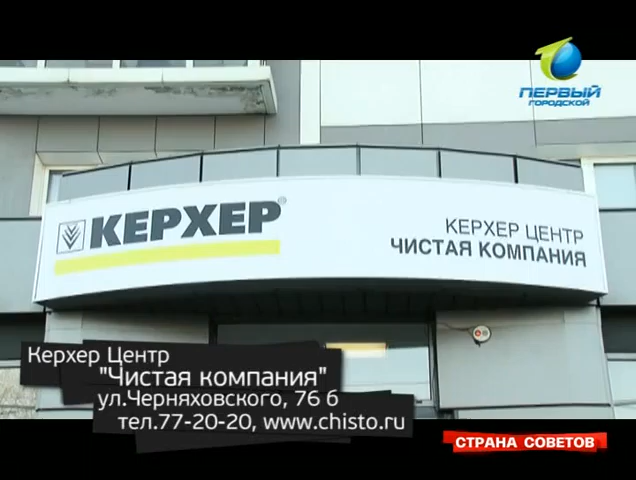 ПЕРВЫЙ
ГОРОДСКОЙ
КЕРХЕР®
КЕРХЕР ЦЕНТР
ЧИСТАЯ КОМПАНИЯ
Керхер Центр
"Чистая компания"
ул.Черняховского, 76 б
тел.77-20-20, www.chisto.ru
СТРАНА СОВЕТОВ